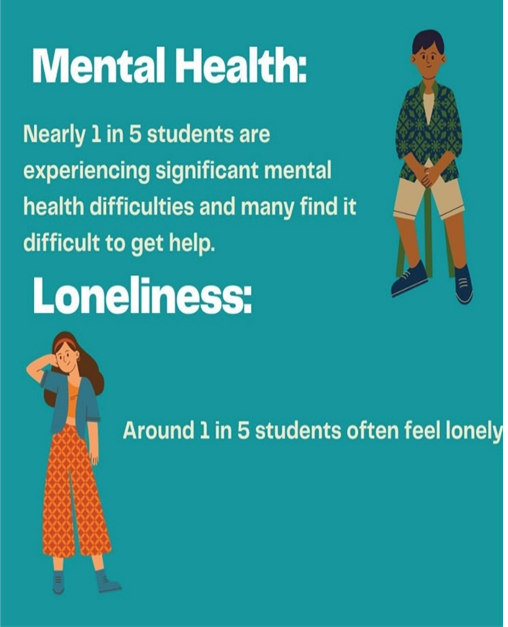 Mental Health:
Nearly 1 in 5 students are
experiencing significant mental
health difficulties and many find it
difficult to get help.
Loneliness:
Around 1 in 5 students often feel lonely